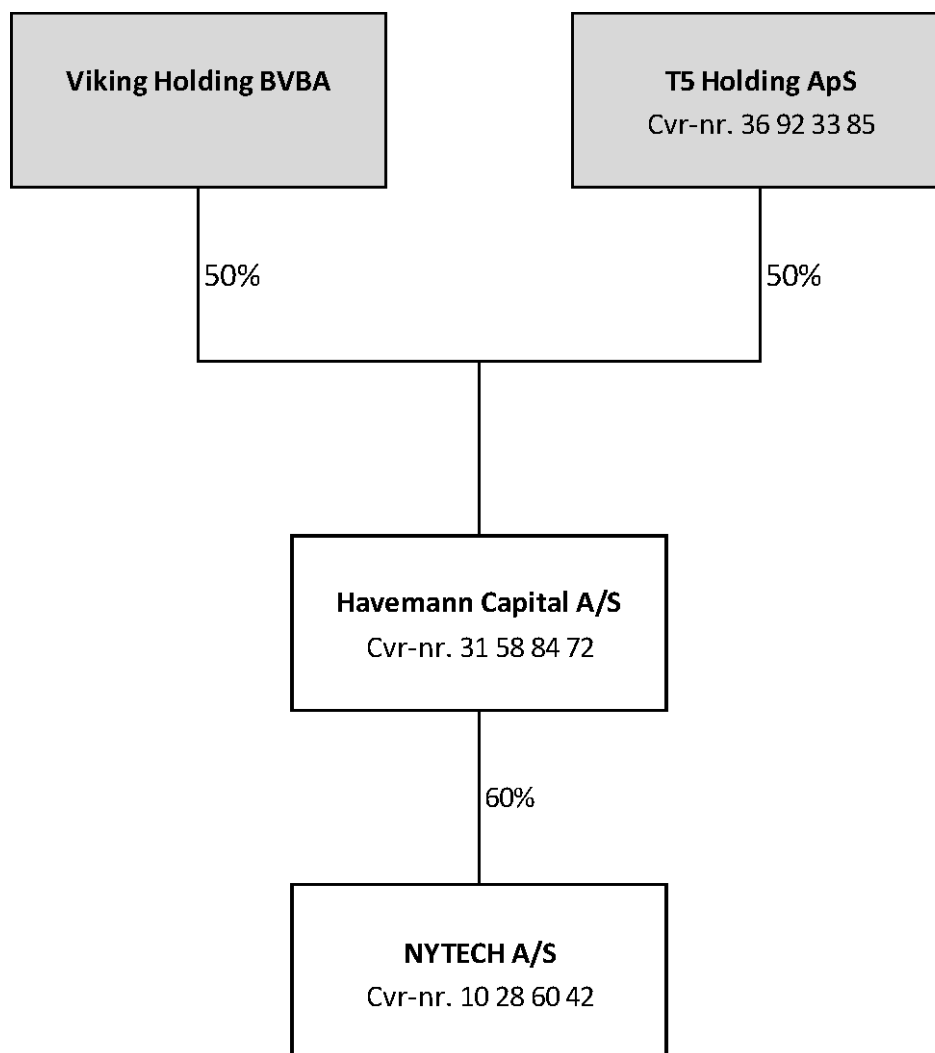 Viking Holding BVBA
T5 Holding ApS
Cvr-nr. 36 92 33 85
50%
50%
Havemann Capital A/S
Cvr-nr. 31 58 84 72
60%
NYTECH A/S
Cvr-nr. 10 28 60 42